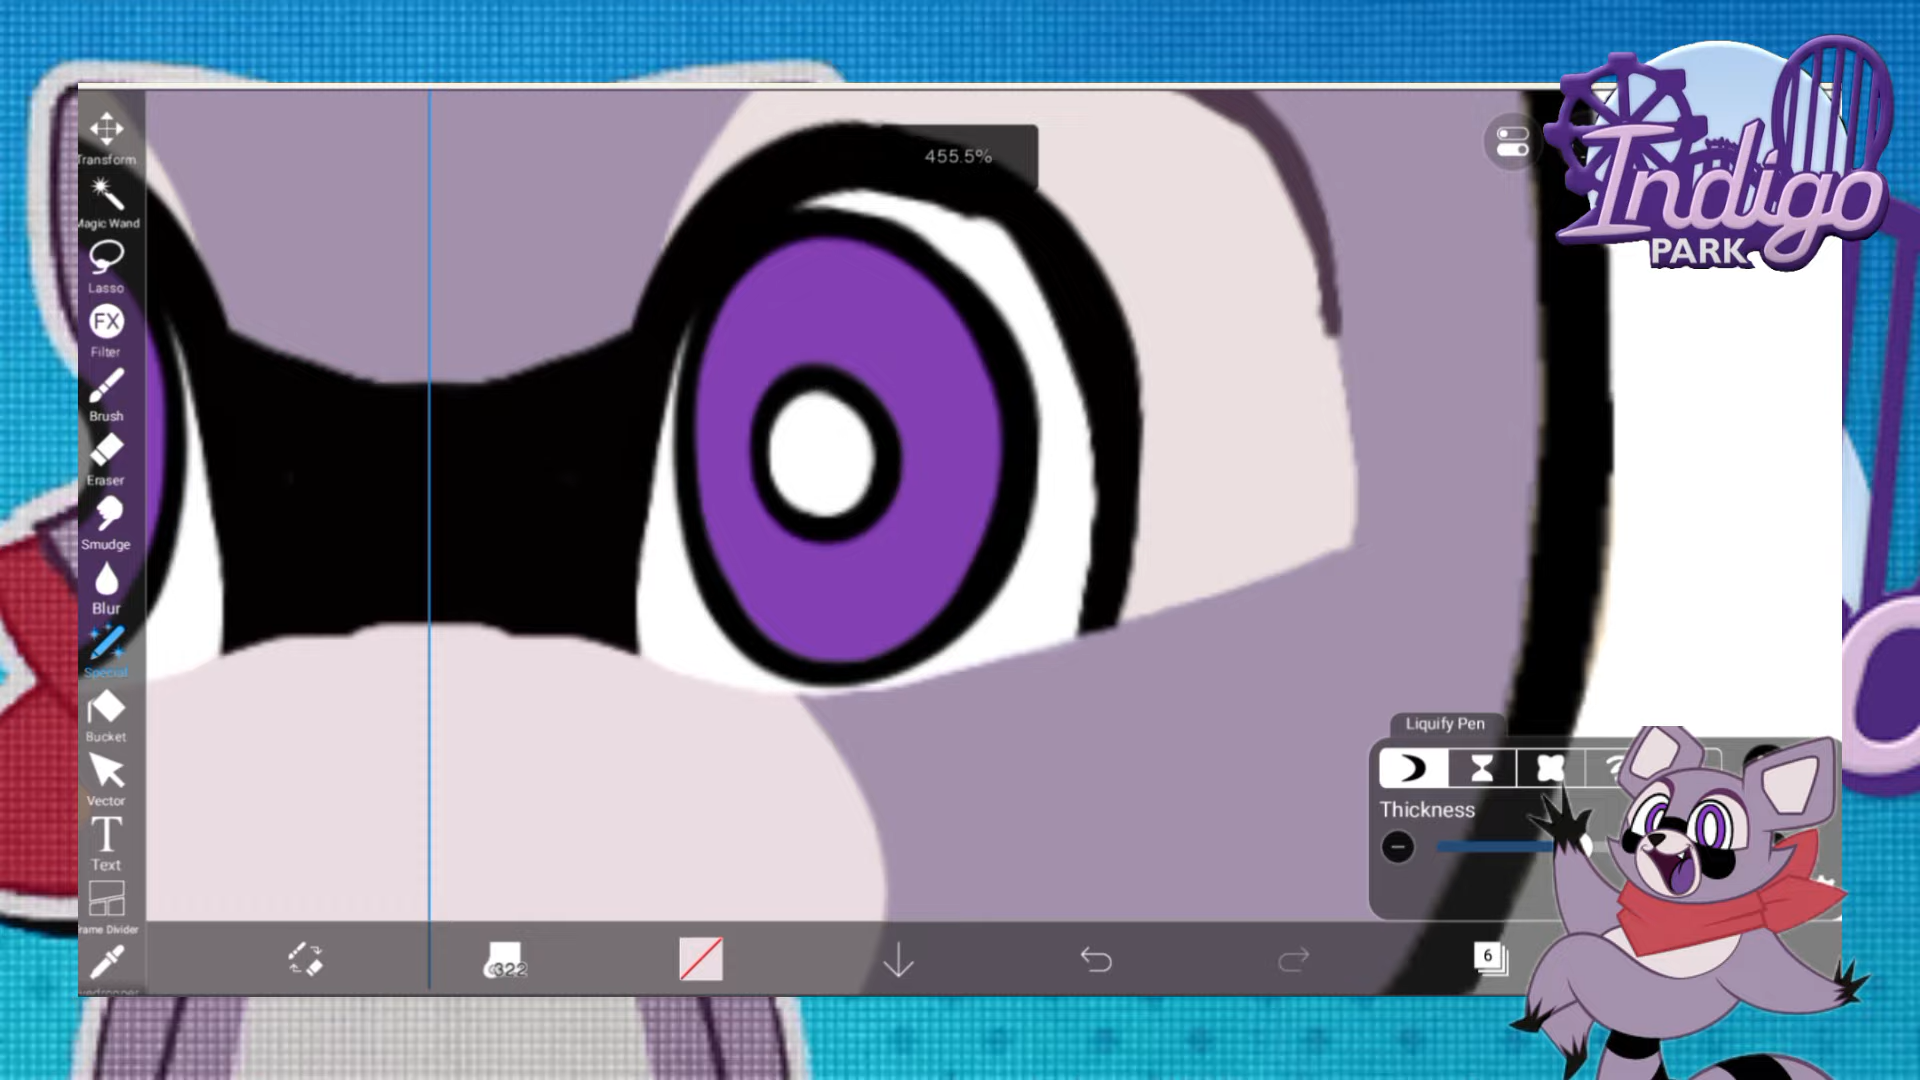 Indigo
PARK
455.5%
Transform
Magic Wand
Lasso
FX
Filter
Brush
Eraser
Smudge
Blur
Special
Bucket
Vector
T
Text
rame Divider
Liquify Pen
Thickness
322
6